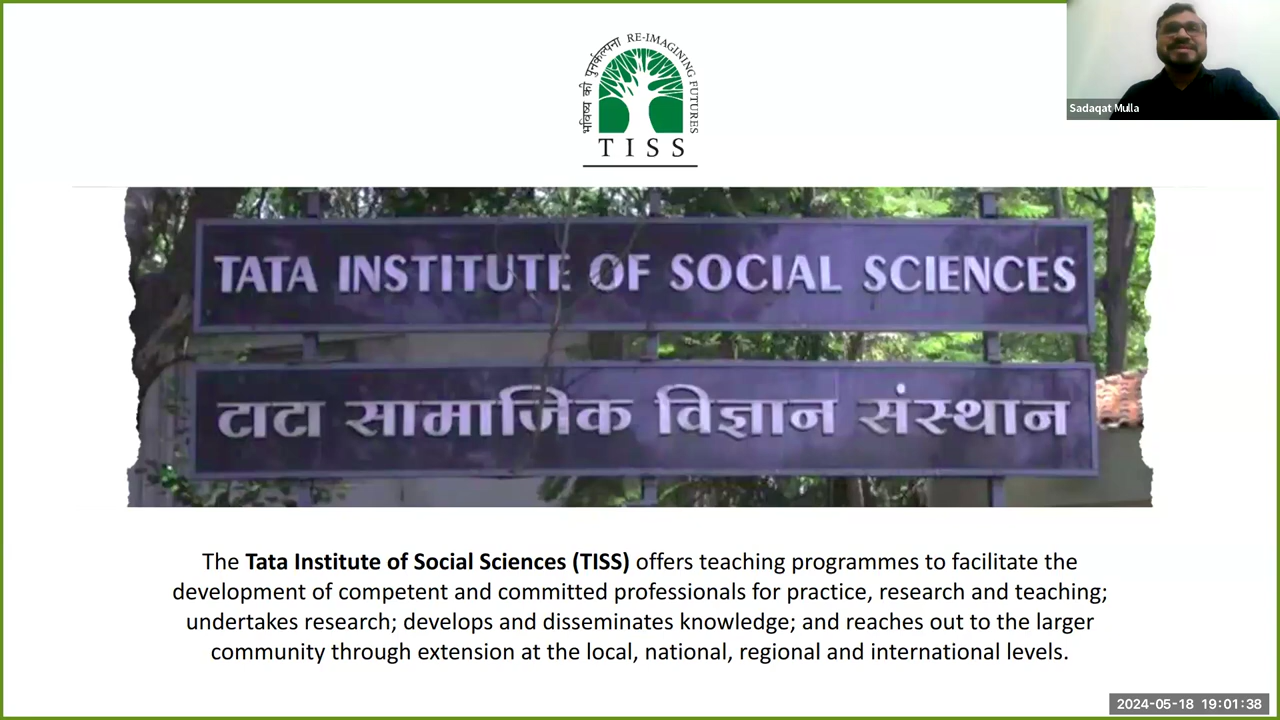 भविष्य की पुनर्कल्पना RE-IMAGINING FUTURES
TISS
Sadaqat Mulla
TATA INSTITUTE OF SOCIAL SCIENCES
टाटा सामाजिक विज्ञान संस्थान
The Tata Institute of Social Sciences (TISS) offers teaching programmes to facilitate the
development of competent and committed professionals for practice, research and teaching;
undertakes research; develops and disseminates knowledge; and reaches out to the larger
community through extension at the local, national, regional and international levels.
2024-05-18 19:01:38